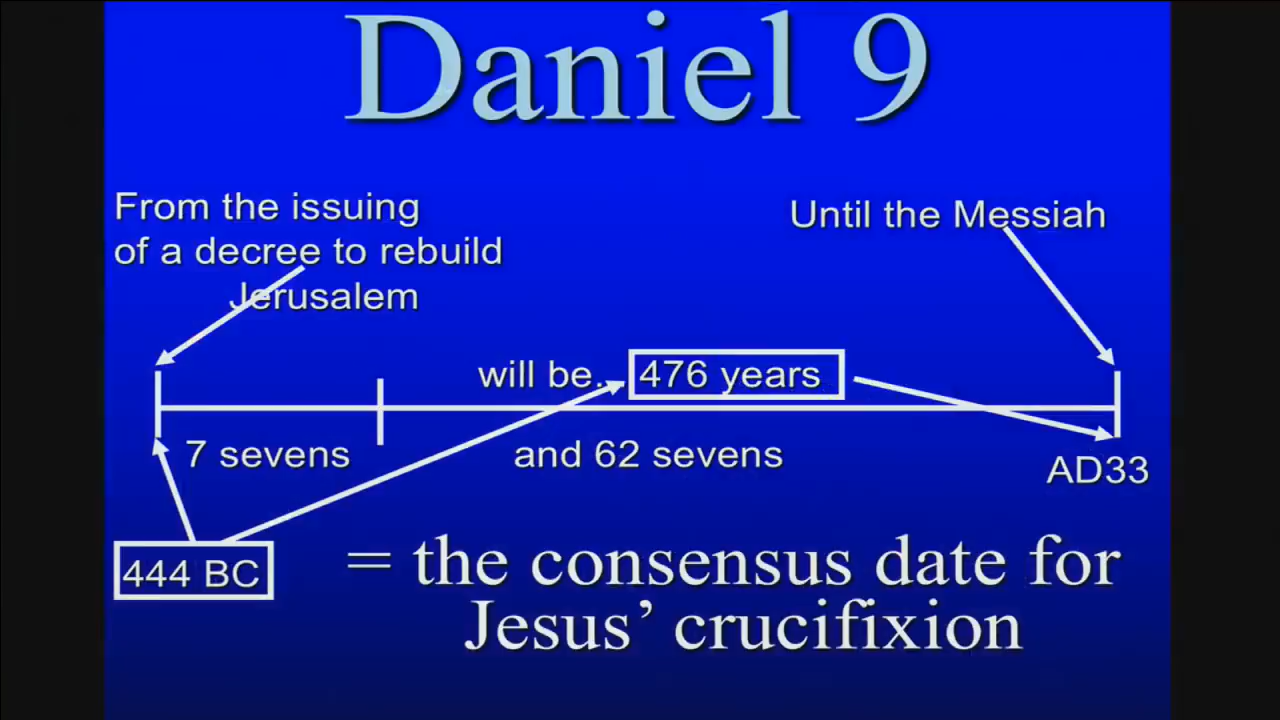 Daniel 9
From the issuing
of a decree to rebuild
Jerusalem
Until the Messiah
will be...
476 years
7 sevens
and 62 sevens
AD33
444 BC
= the consensus date for
Jesus’ crucifixion